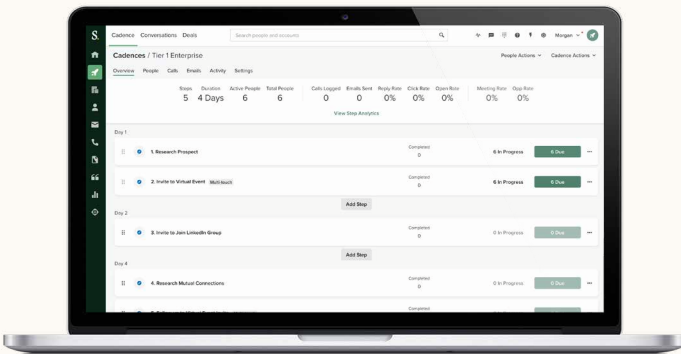 S. Cadence Conversations Deals Search people and accounts Morgan
Cadences / Tier 1 Enterprise People Actions Cadence Actions
Overview People Calls Emails Activity Settings
Steps Duration Active People Total People Calls Logged Emails Sent Reply Rate Click Rate Open Rate Meeting Rate Opp Rate
5 4 Days 6 6 0 0 0% 0% 0% 0% 0%
View Step Analytics
Day 1
1. Research Prospect Completed 0 6 In Progress 6 Due
2. Invite to Virtual Event Multi-touch Completed 0 6 In Progress 6 Due
Add Step
Day 2
3. Invite to Join LinkedIn Group Completed 0 0 In Progress 0 Due
Add Step
Day 4
4. Research Mutual Connections Completed 0 0 In Progress 0 Due
Completed